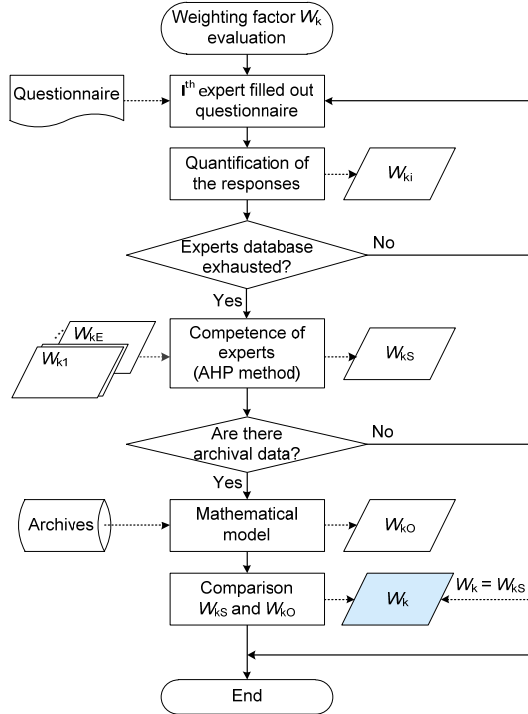 Weighting factor Wk
evaluation
Questionnaire
Ith expert filled out
questionnaire
Quantification of
the responses
Wki
Experts database
exhausted?
No
Yes
WkE
Wk1
Competence of
experts
(AHP method)
WkS
Are there
archival data?
No
Yes
Archives
Mathematical
model
WkO
Comparison
WkS and WkO
Wk
Wk = WkS
End